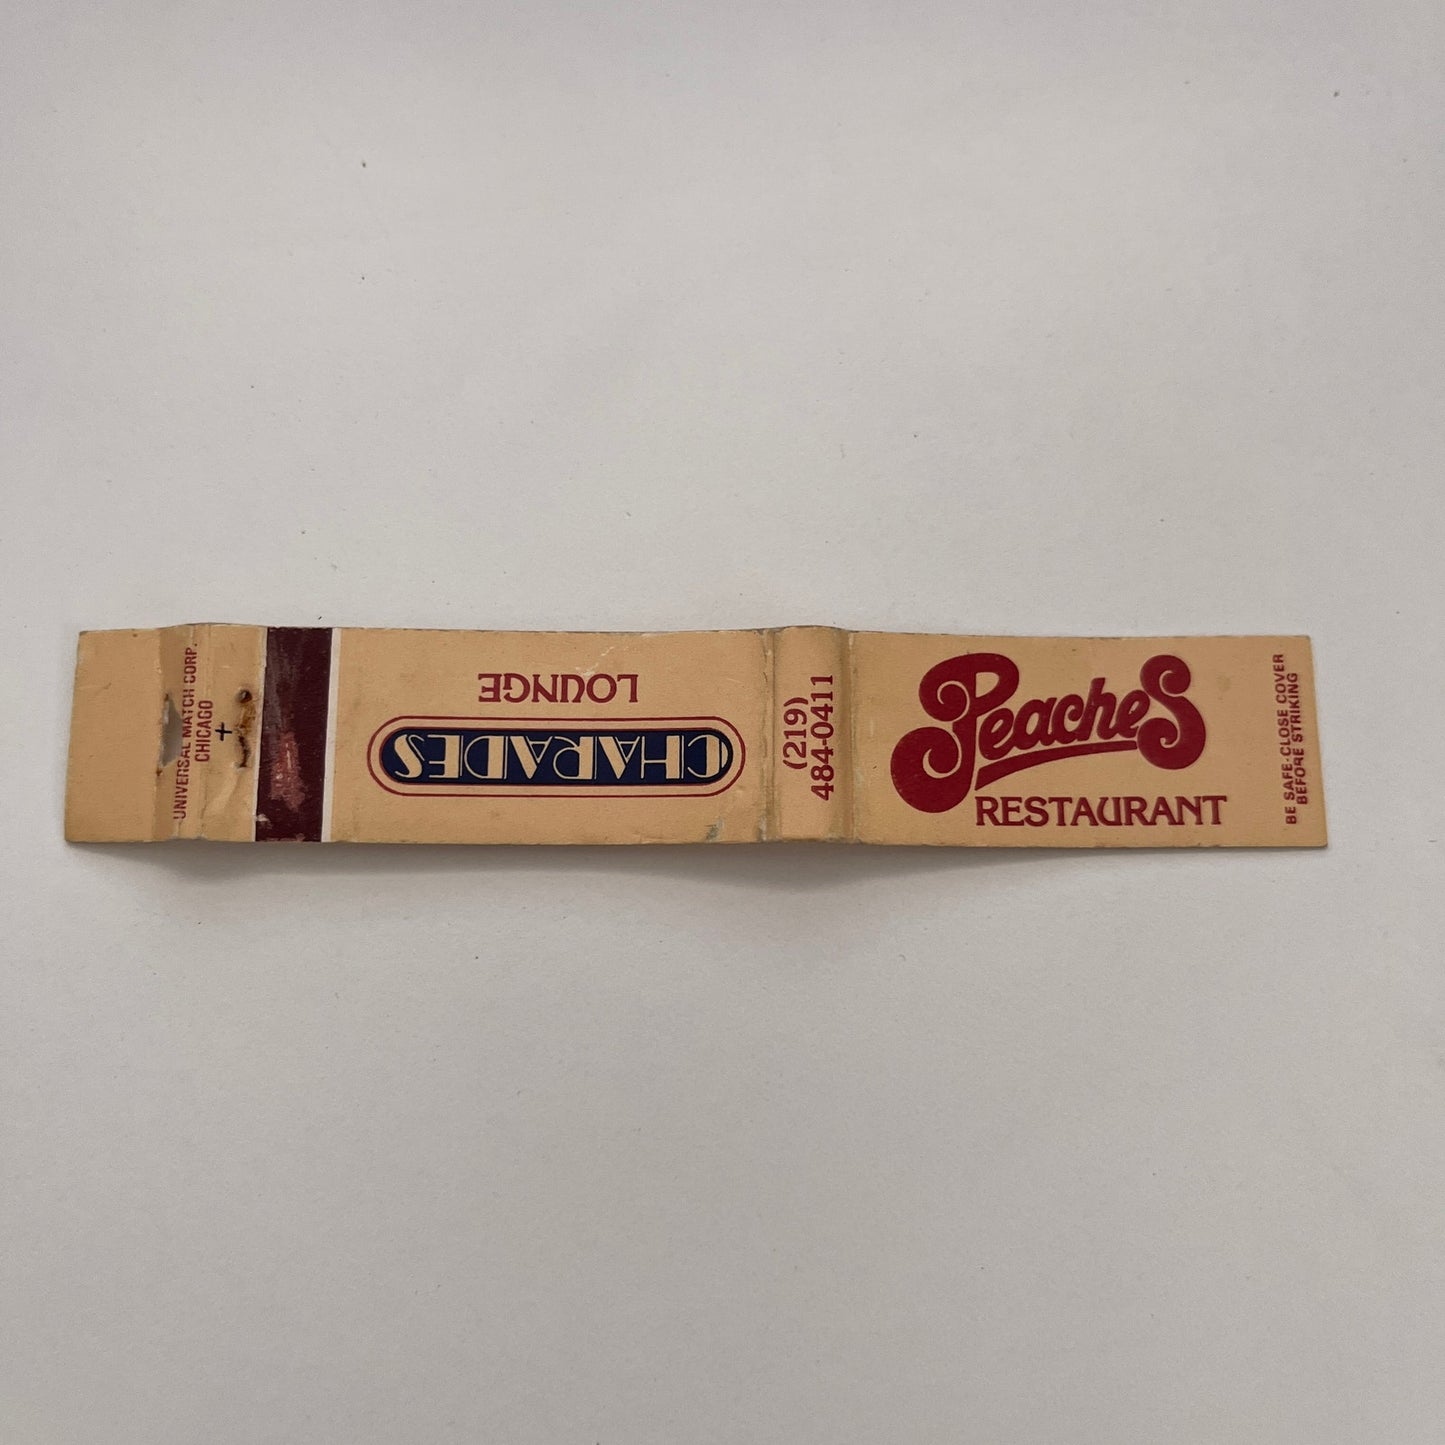 Peaches
RESTAURANT
BE SAFE-CLOSE COVER
BEFORE STRIKING
(219)
484-0411
CHARADES
LOUNGE
UNIVERSAL MATCH CORP.
CHICAGO